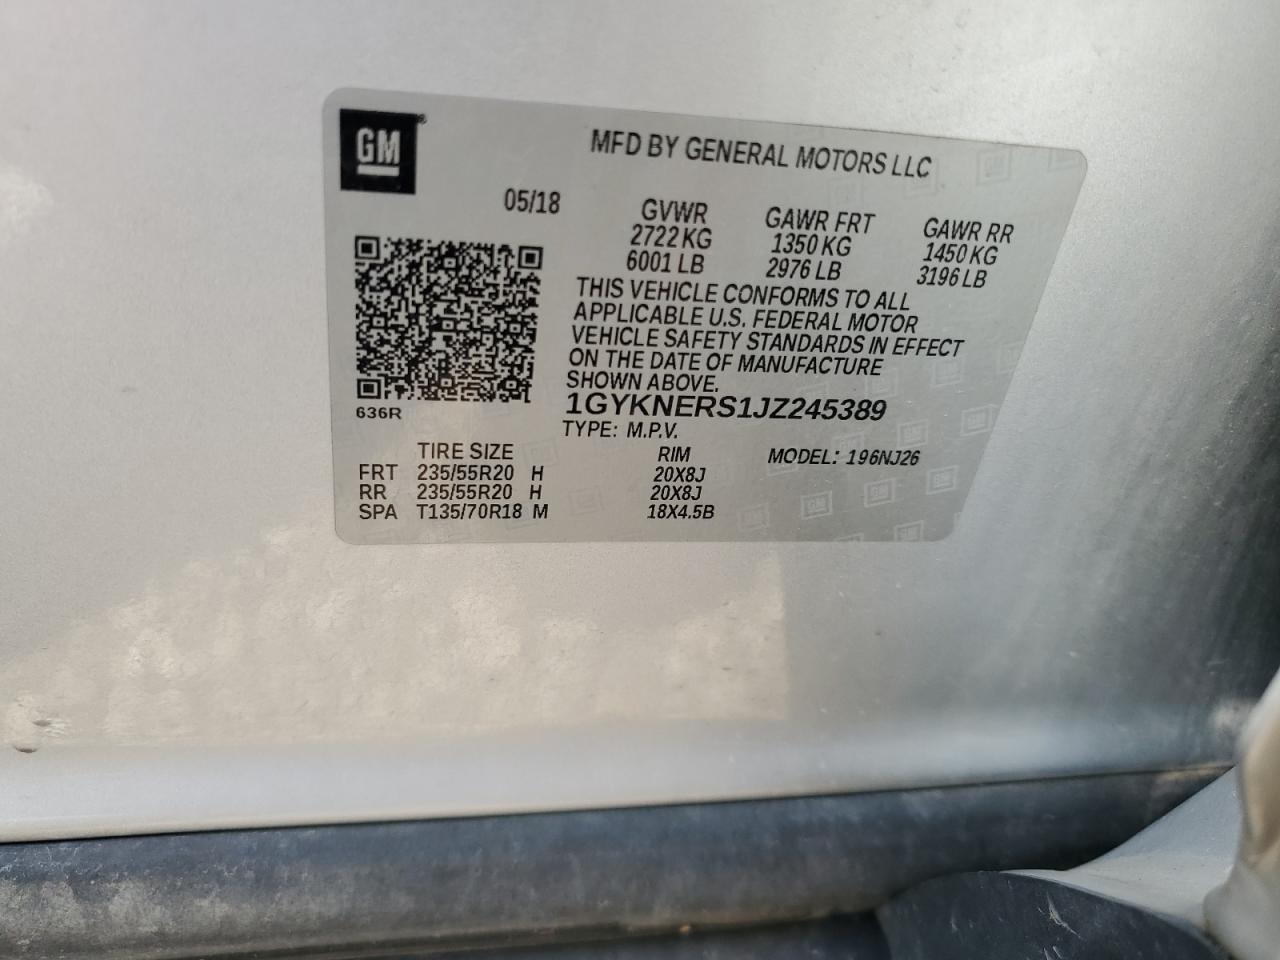 GM®
MFD BY GENERAL MOTORS LLC
05/18
GVWR GAWR FRT GAWR RR
2722 KG 1350 KG 1450 KG
6001 LB 2976 LB 3196 LB
THIS VEHICLE CONFORMS TO ALL
APPLICABLE U.S. FEDERAL MOTOR
VEHICLE SAFETY STANDARDS IN EFFECT
ON THE DATE OF MANUFACTURE
SHOWN ABOVE.
636R
1GYKNERS1JZ245389
TYPE: M.P.V.
TIRE SIZE RIM MODEL: 196NJ26
FRT 235/55R20 H 20X8J
RR 235/55R20 H 20X8J
SPA T135/70R18 M 18X4.5B